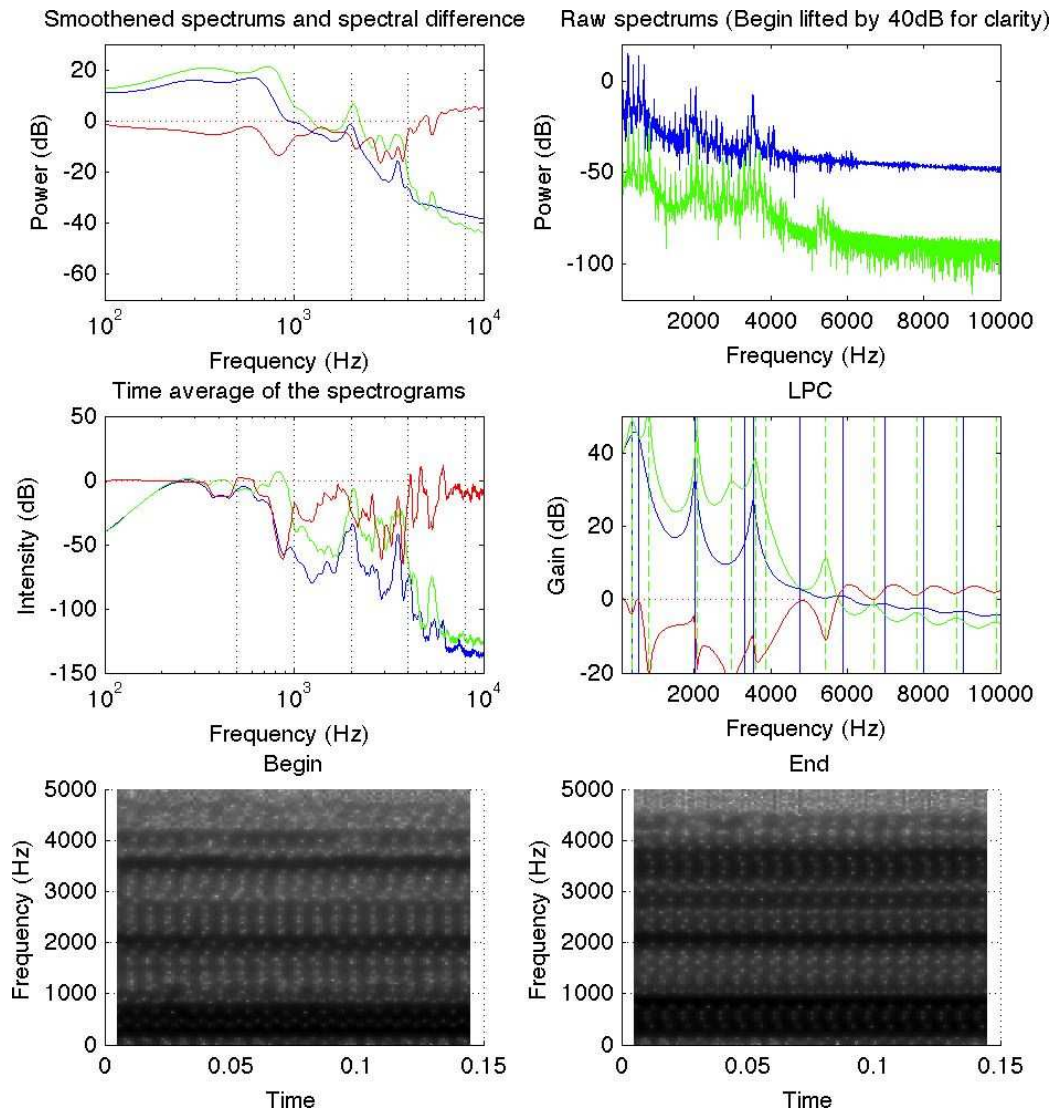 Smoothened spectrums and spectral difference
Power (dB)
20
0
-20
-40
-60
10^2
10^3
10^4
Frequency (Hz)
Raw spectrums (Begin lifted by 40dB for clarity)
Power (dB)
0
-50
-100
2000 4000 6000 8000 10000
Frequency (Hz)
Time average of the spectrograms
Intensity (dB)
50
0
-50
-100
-150
10^2
10^3
10^4
Frequency (Hz)
LPC
Gain (dB)
40
20
0
-20
2000 4000 6000 8000 10000
Frequency (Hz)
Begin
Frequency (Hz)
5000
4000
3000
2000
1000
0
0 0.05 0.1 0.15
Time
End
Frequency (Hz)
5000
4000
3000
2000
1000
0
0 0.05 0.1 0.15
Time